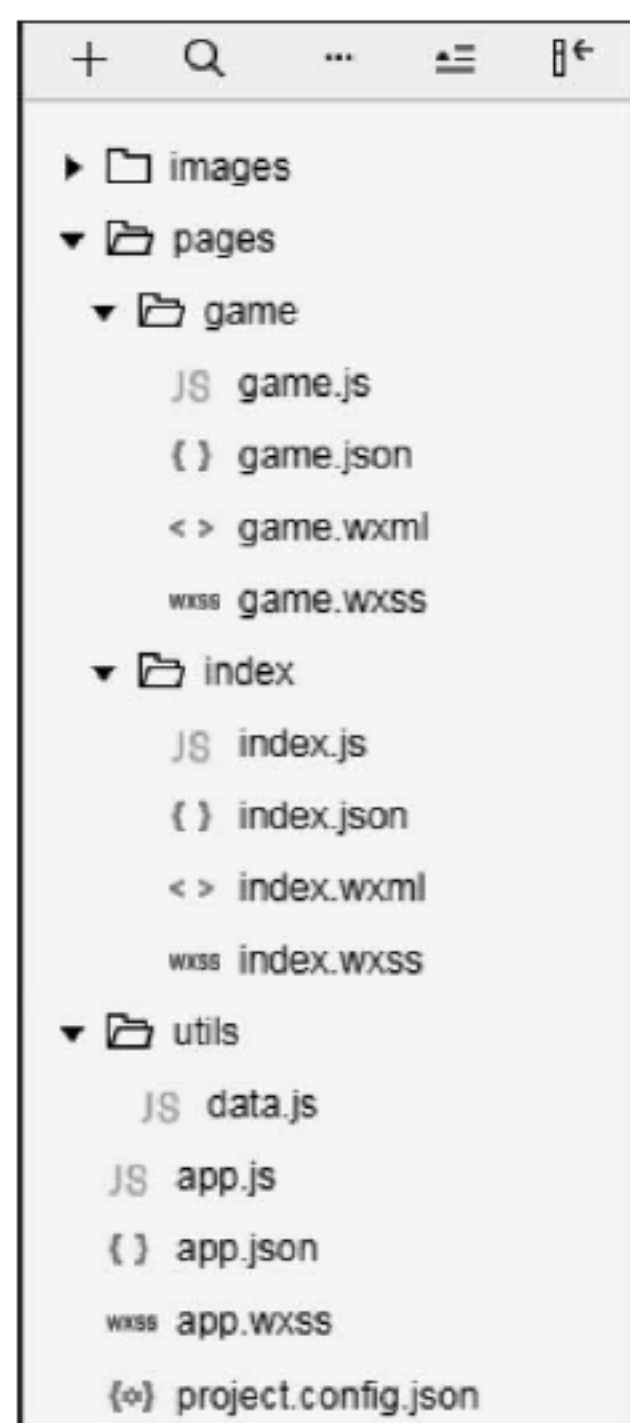 images
pages
game
JS game.js
{ } game.json
< > game.wxml
wxss game.wxss
index
JS index.js
{ } index.json
< > index.wxml
wxss index.wxss
utils
JS data.js
JS app.js
{ } app.json
wxss app.wxss
project.config.json